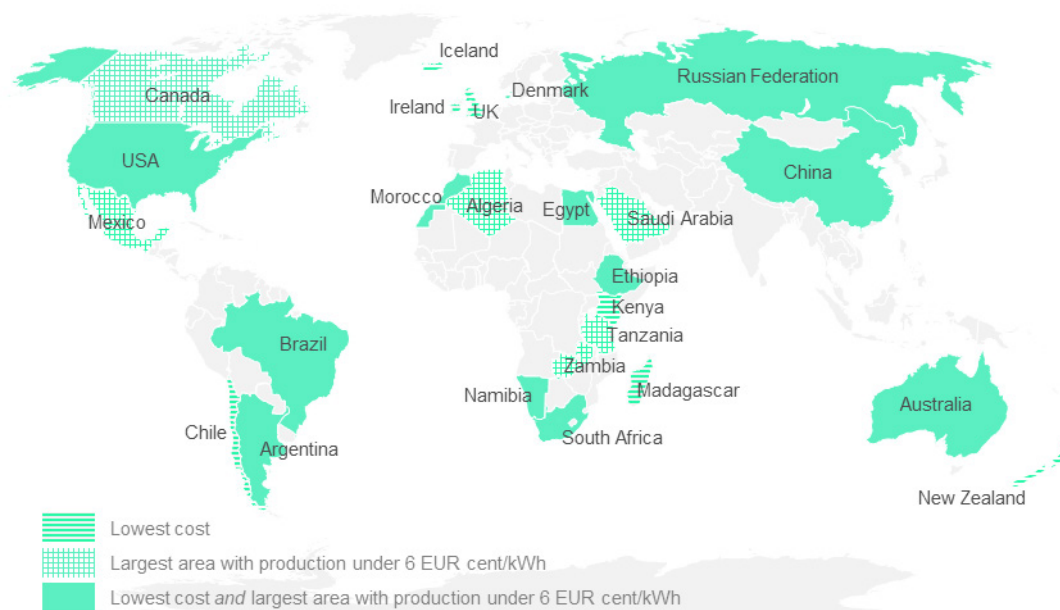 Iceland
Russian Federation
Canada
Denmark
Ireland
UK
USA
China
Morocco
Algeria
Egypt
Saudi Arabia
Mexico
Ethiopia
Kenya
Tanzania
Brazil
Zambia
Madagascar
Namibia
Australia
Chile
Argentina
South Africa
New Zealand
Lowest cost
Largest area with production under 6 EUR cent/kWh
Lowest cost and largest area with production under 6 EUR cent/kWh